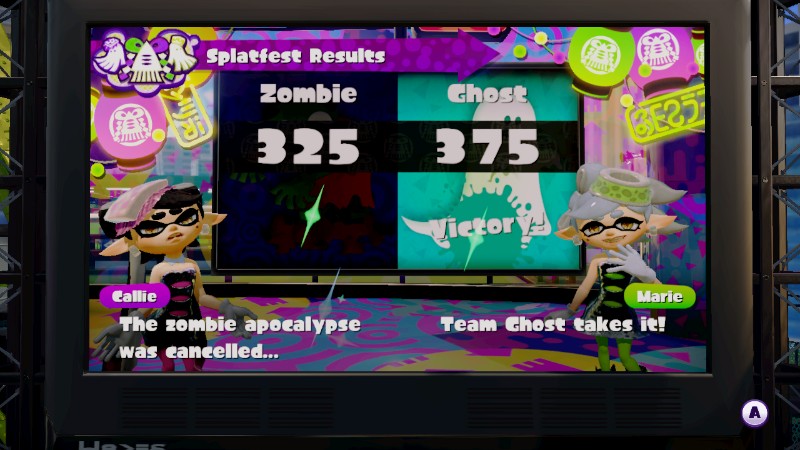 Splatfest Results
Zombie
Ghost
325
375
Victory!
Callie
Marie
The zombie apocalypse
was cancelled...
Team Ghost takes it!
A